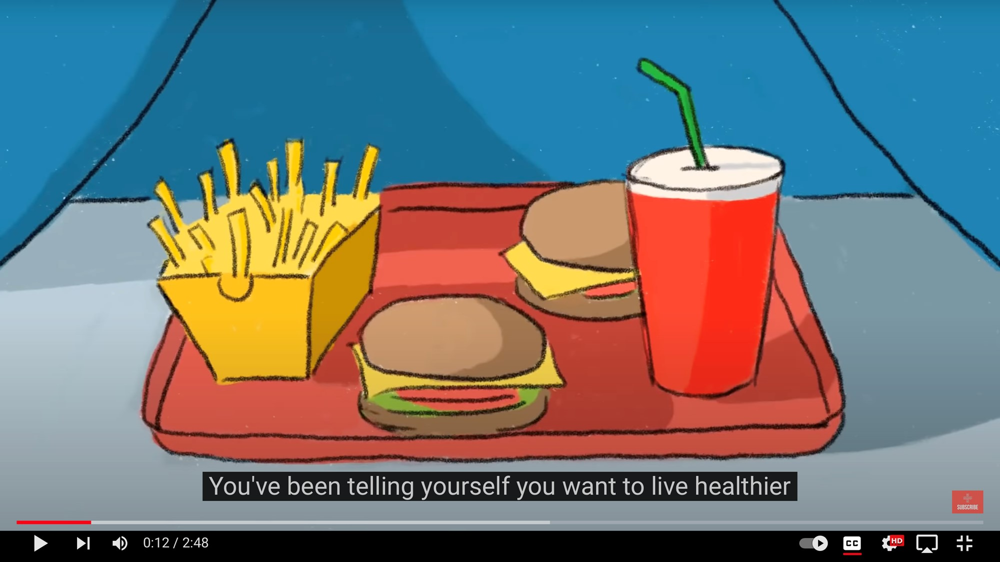 You've been telling yourself you want to live healthier
SUBSCRIBE
0:12 / 2:48
CC
HD